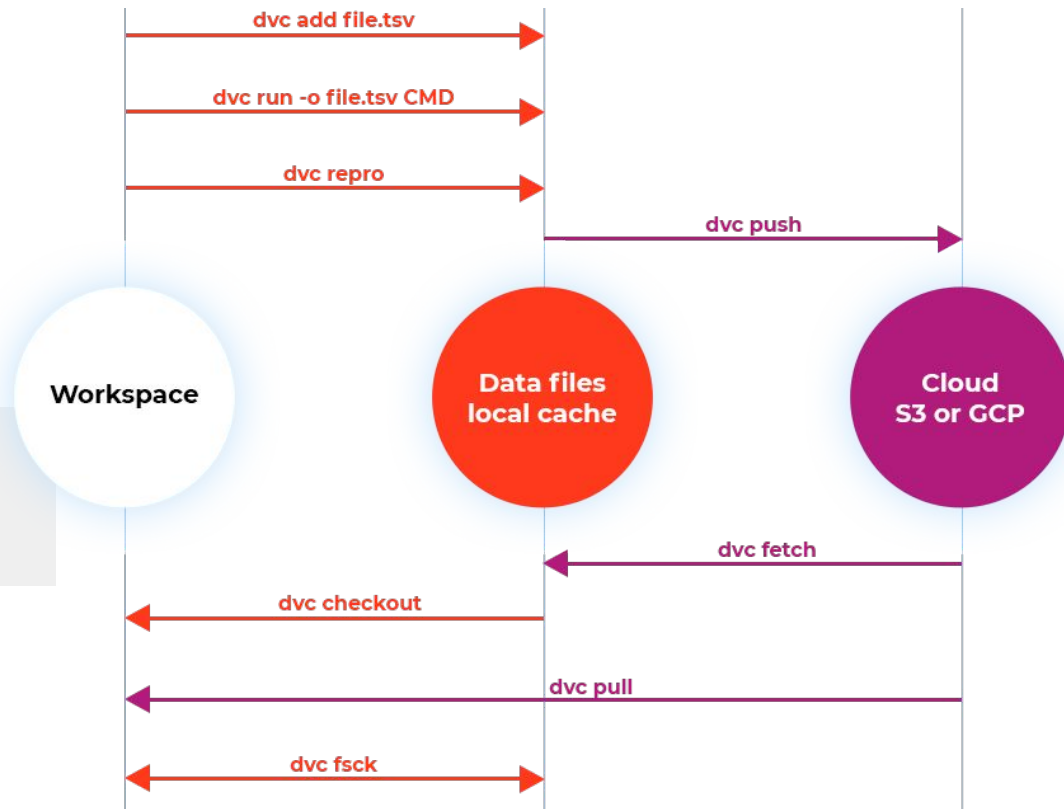 dvc add file.tsv
dvc run -o file.tsv CMD
dvc repro
dvc push
Workspace
Data files
local cache
Cloud
S3 or GCP
dvc fetch
dvc checkout
dvc pull
dvc fsck